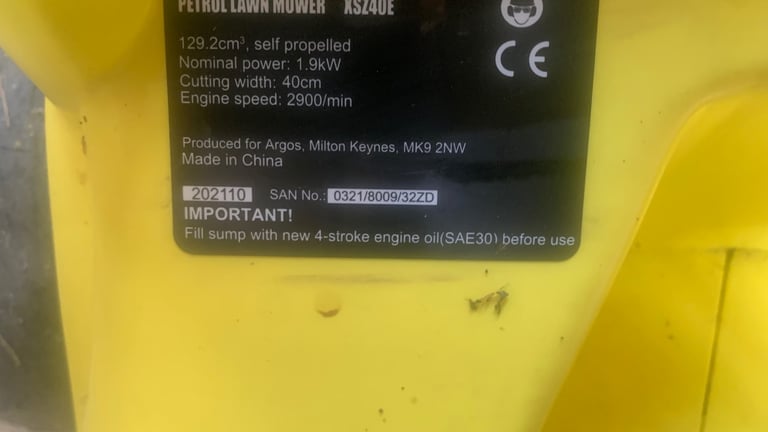 PETROL LAWN MOWER XSZ40E
129.2cm³, self propelled
Nominal power: 1.9kW
Cutting width: 40cm
Engine speed: 2900/min
CE
Produced for Argos, Milton Keynes, MK9 2NW
Made in China
202110 SAN No.: 0321/8009/32ZD
IMPORTANT!
Fill sump with new 4-stroke engine oil(SAE30) before use